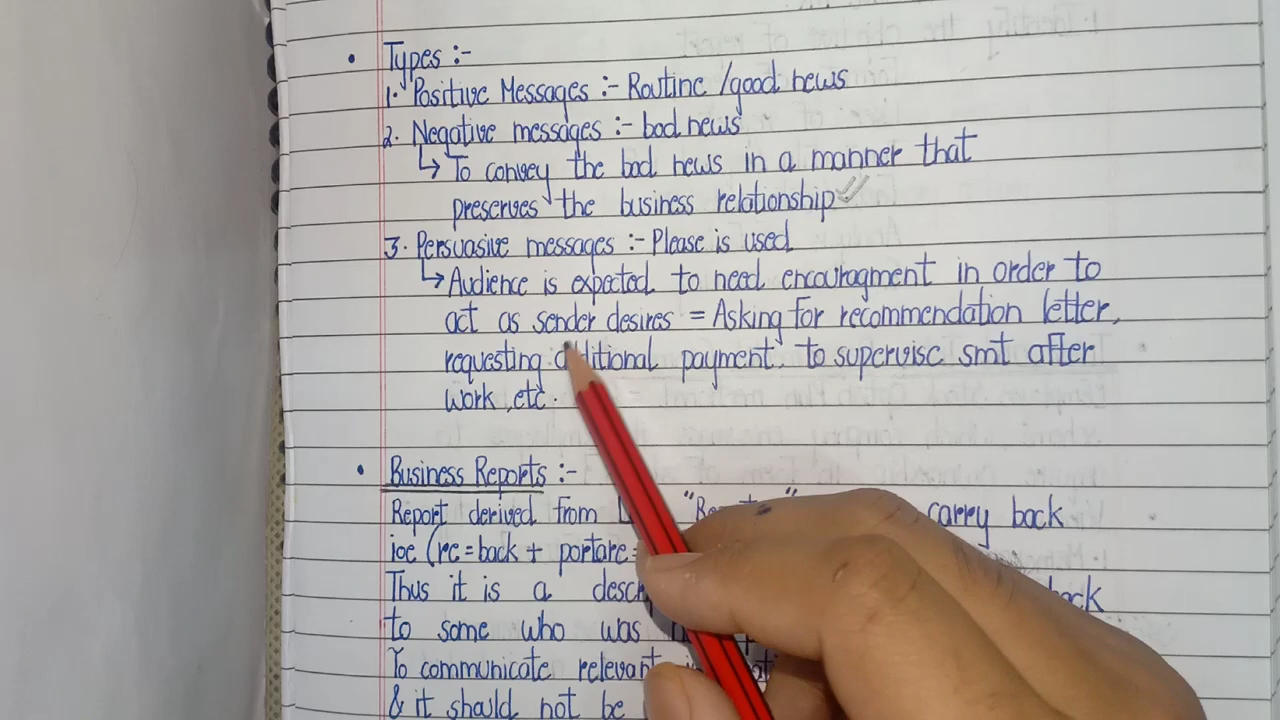 Types :-
1. Positive Messages :- Routine /good news
2. Negative messages :- bad news
↳ To convey the bad news in a manner that
preserves the business relationship
3. Persuasive messages :- Please is used
↳ Audience is expected to need encouragment in order to
act as sender desires = Asking for recommendation letter,
requesting additional payment, to supervise smt after
work, etc.
Business Reports :-
Report derived from carry back
ioe (re=back + portare=
Thus it is a
to some who was
To communicate relevant
& it should not be